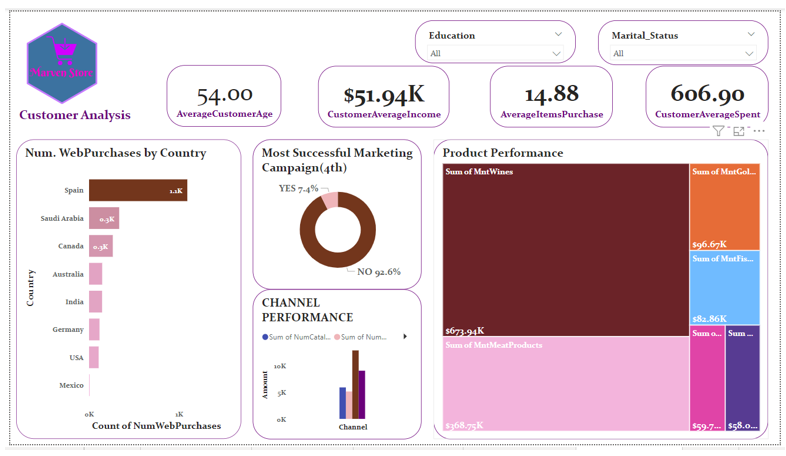 Education
All
Marital_Status
All
Customer Analysis
54.00
AverageCustomerAge
$51.94K
CustomerAverageIncome
14.88
AverageItemsPurchase
606.90
CustomerAverageSpent
Num. WebPurchases by Country
Country
Spain
1.1K
Saudi Arabia
0.3K
Canada
0.3K
Australia
India
Germany
USA
Mexico
0K
1K
Count of NumWebPurchases
Most Successful Marketing
Campaign(4th)
YES 7.4%
NO 92.6%
CHANNEL
PERFORMANCE
Sum of NumCatal...
Sum of Num...
Amount
10K
5K
0K
Channel
Product Performance
Sum of MntWines
$673.94K
Sum of MntMeatProducts
$368.75K
Sum of MntGol...
$96.67K
Sum of MntFis...
$82.86K
Sum o...
$59.7...
Sum ...
$58.0...